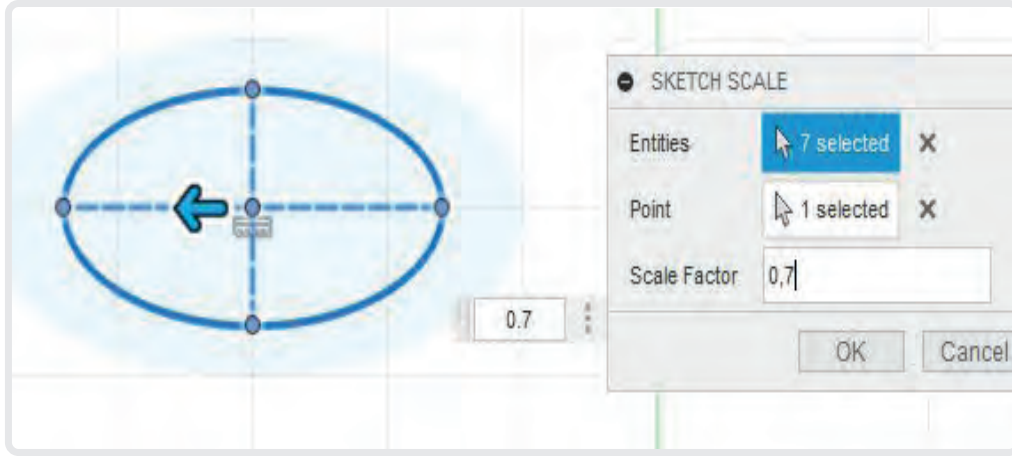 SKETCH SCALE
Entities 7 selected
Point 1 selected
Scale Factor 0,7
0.7
OK Cancel